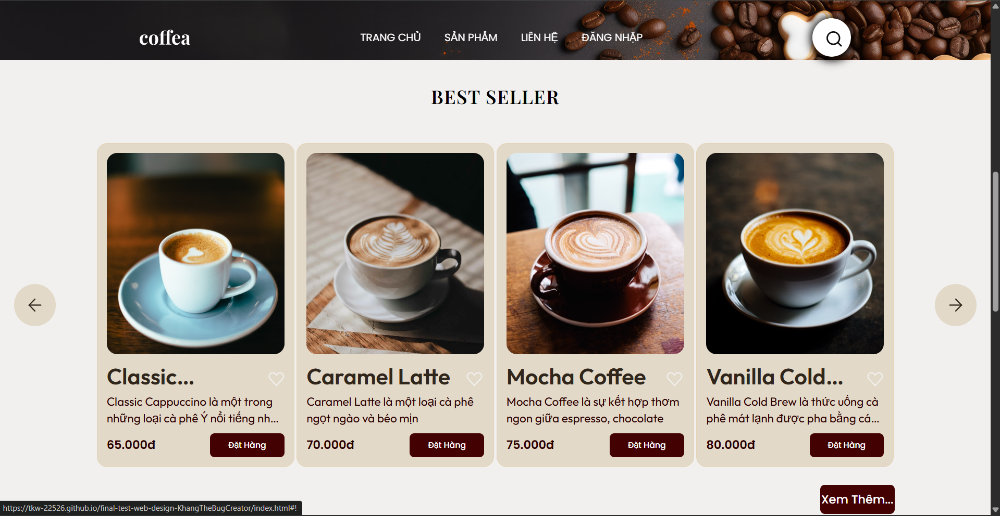 coffea
TRANG CHỦ SẢN PHẨM LIÊN HỆ ĐĂNG NHẬP
BEST SELLER
Classic...
Classic Cappuccino là một trong
những loại cà phê Ý nổi tiếng nh...
65.000đ
Đặt Hàng
Caramel Latte
Caramel Latte là một loại cà phê
ngọt ngào và béo mịn
70.000đ
Đặt Hàng
Mocha Coffee
Mocha Coffee là sự kết hợp thơm
ngon giữa espresso, chocolate
75.000đ
Đặt Hàng
Vanilla Cold...
Vanilla Cold Brew là thức uống cà
phê mát lạnh được pha bằng cá...
80.000đ
Đặt Hàng
Xem Thêm...
https://tkw-22526.github.io/final-test-web-design-KhangTheBugCreator/index.html#!